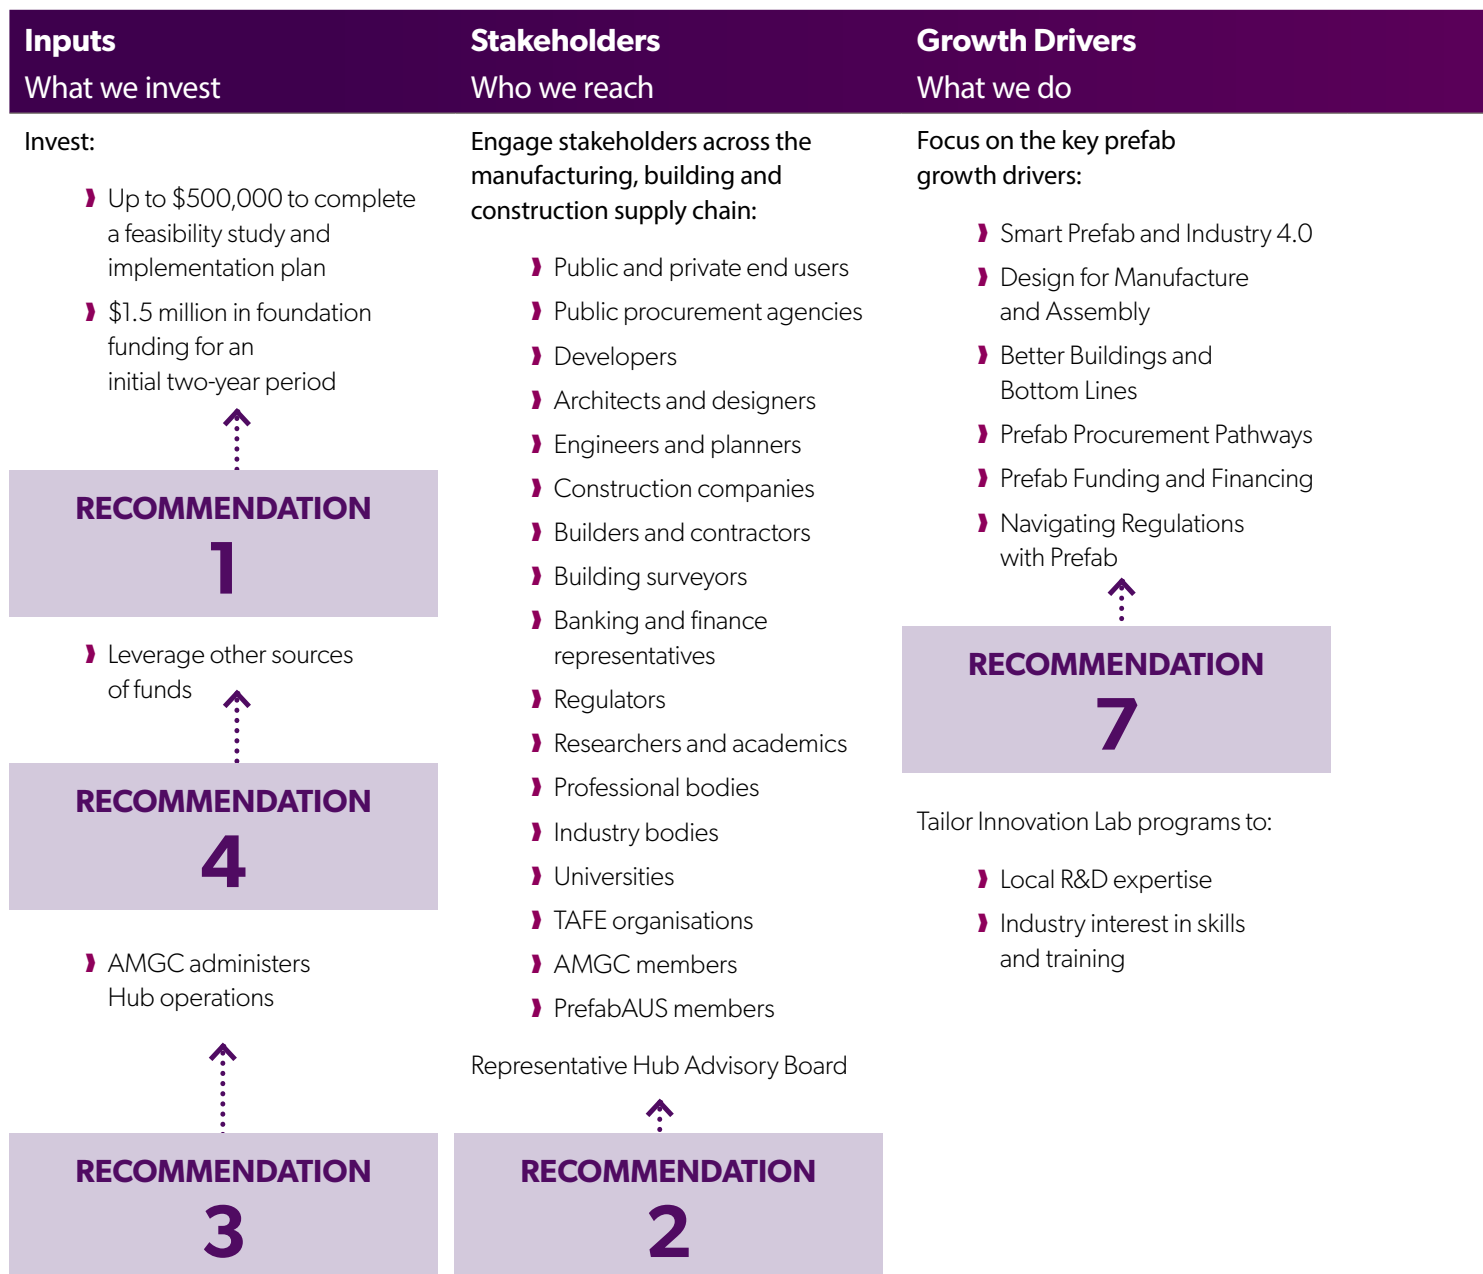 Inputs
What we invest
Invest:
❱ Up to $500,000 to complete
a feasibility study and
implementation plan
❱ $1.5 million in foundation
funding for an
initial two-year period
RECOMMENDATION
1
❱ Leverage other sources
of funds
RECOMMENDATION
4
❱ AMGC administers
Hub operations
RECOMMENDATION
3
Stakeholders
Who we reach
Engage stakeholders across the
manufacturing, building and
construction supply chain:
❱ Public and private end users
❱ Public procurement agencies
❱ Developers
❱ Architects and designers
❱ Engineers and planners
❱ Construction companies
❱ Builders and contractors
❱ Building surveyors
❱ Banking and finance
representatives
❱ Regulators
❱ Researchers and academics
❱ Professional bodies
❱ Industry bodies
❱ Universities
❱ TAFE organisations
❱ AMGC members
❱ PrefabAUS members
Representative Hub Advisory Board
RECOMMENDATION
2
Growth Drivers
What we do
Focus on the key prefab
growth drivers:
❱ Smart Prefab and Industry 4.0
❱ Design for Manufacture
and Assembly
❱ Better Buildings and
Bottom Lines
❱ Prefab Procurement Pathways
❱ Prefab Funding and Financing
❱ Navigating Regulations
with Prefab
RECOMMENDATION
7
Tailor Innovation Lab programs to:
❱ Local R&D expertise
❱ Industry interest in skills
and training